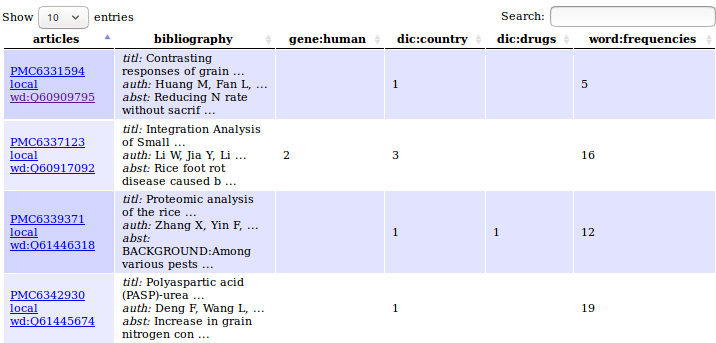 Show 10 entries Search:
articles bibliography gene:human dic:country dic:drugs word:frequencies
PMC6331594
local
wd:Q60909795
titl: Contrasting
responses of grain ...
auth: Huang M, Fan L, ...
abst: Reducing N rate
without sacrif ...
1
5
PMC6337123
local
wd:Q60917092
titl: Integration Analysis
of Small ...
auth: Li W, Jia Y, Li ...
abst: Rice foot rot
disease caused b ...
2
3
16
PMC6339371
local
wd:Q61446318
titl: Proteomic analysis
of the rice ...
auth: Zhang X, Yin F, ...
abst:
BACKGROUND:Among
various pests ...
1
1
12
PMC6342930
local
wd:Q61445674
titl: Polyaspartic acid
(PASP)-urea ...
auth: Deng F, Wang L, ...
abst: Increase in grain
nitrogen con ...
1
19